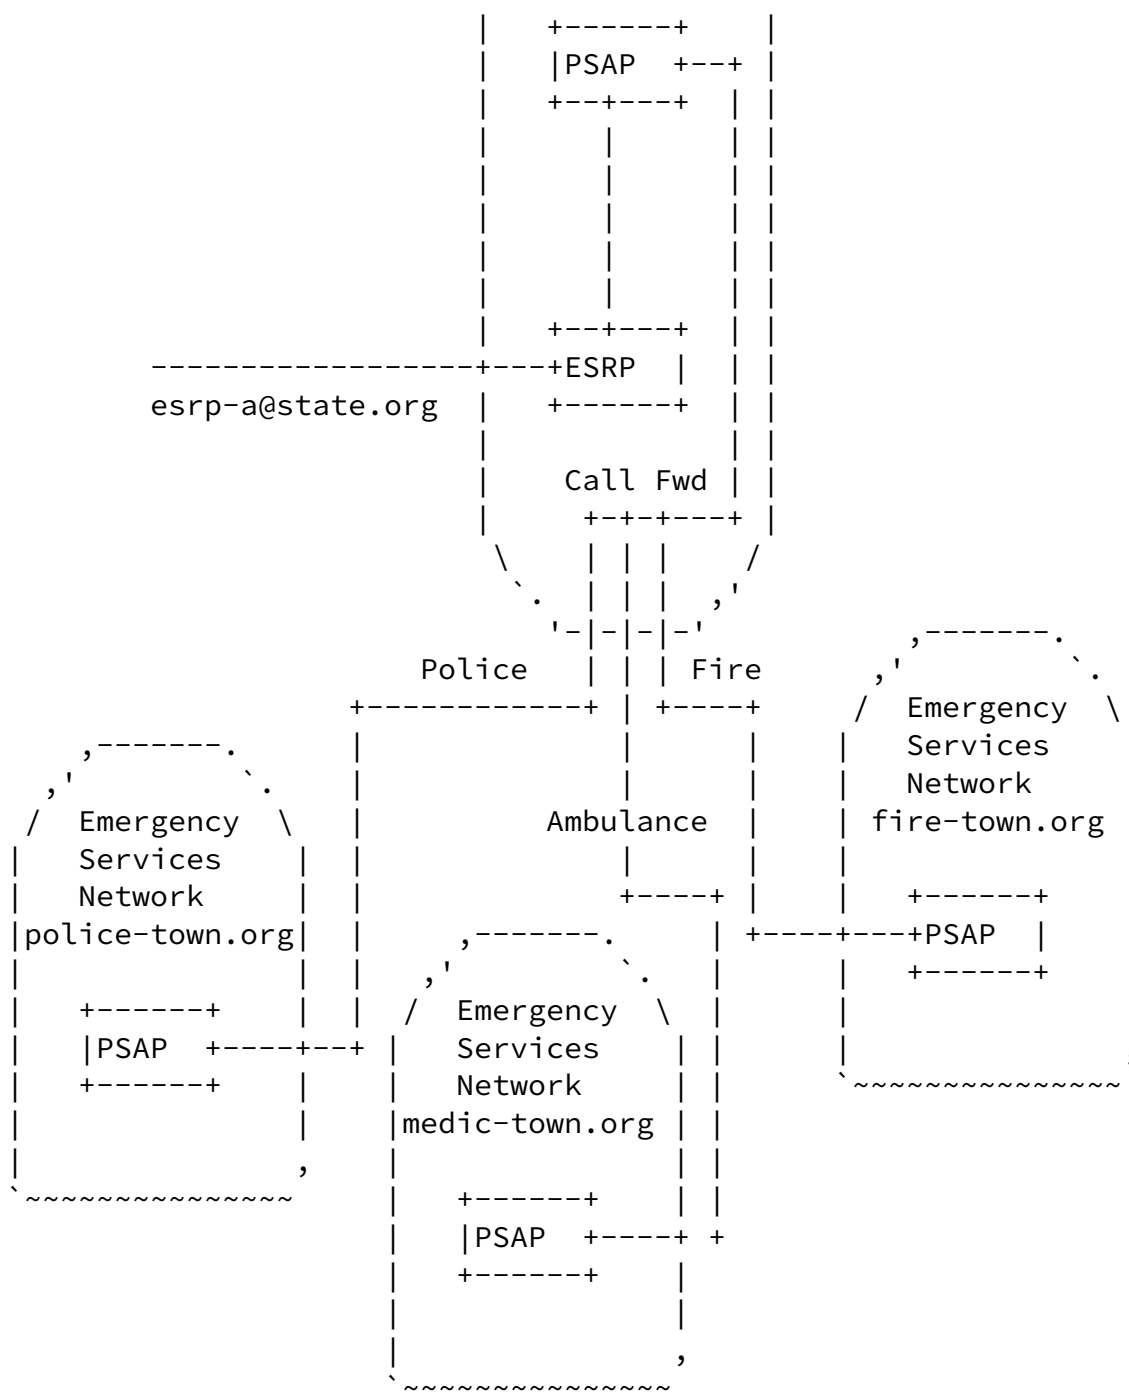 PSAP
ESRP
esrp-a@state.org
Call Fwd
Police Fire
Emergency
Services
Network
fire-town.org
PSAP
Emergency
Services
Network
police-town.org
PSAP
Ambulance
Emergency
Services
Network
medic-town.org
PSAP